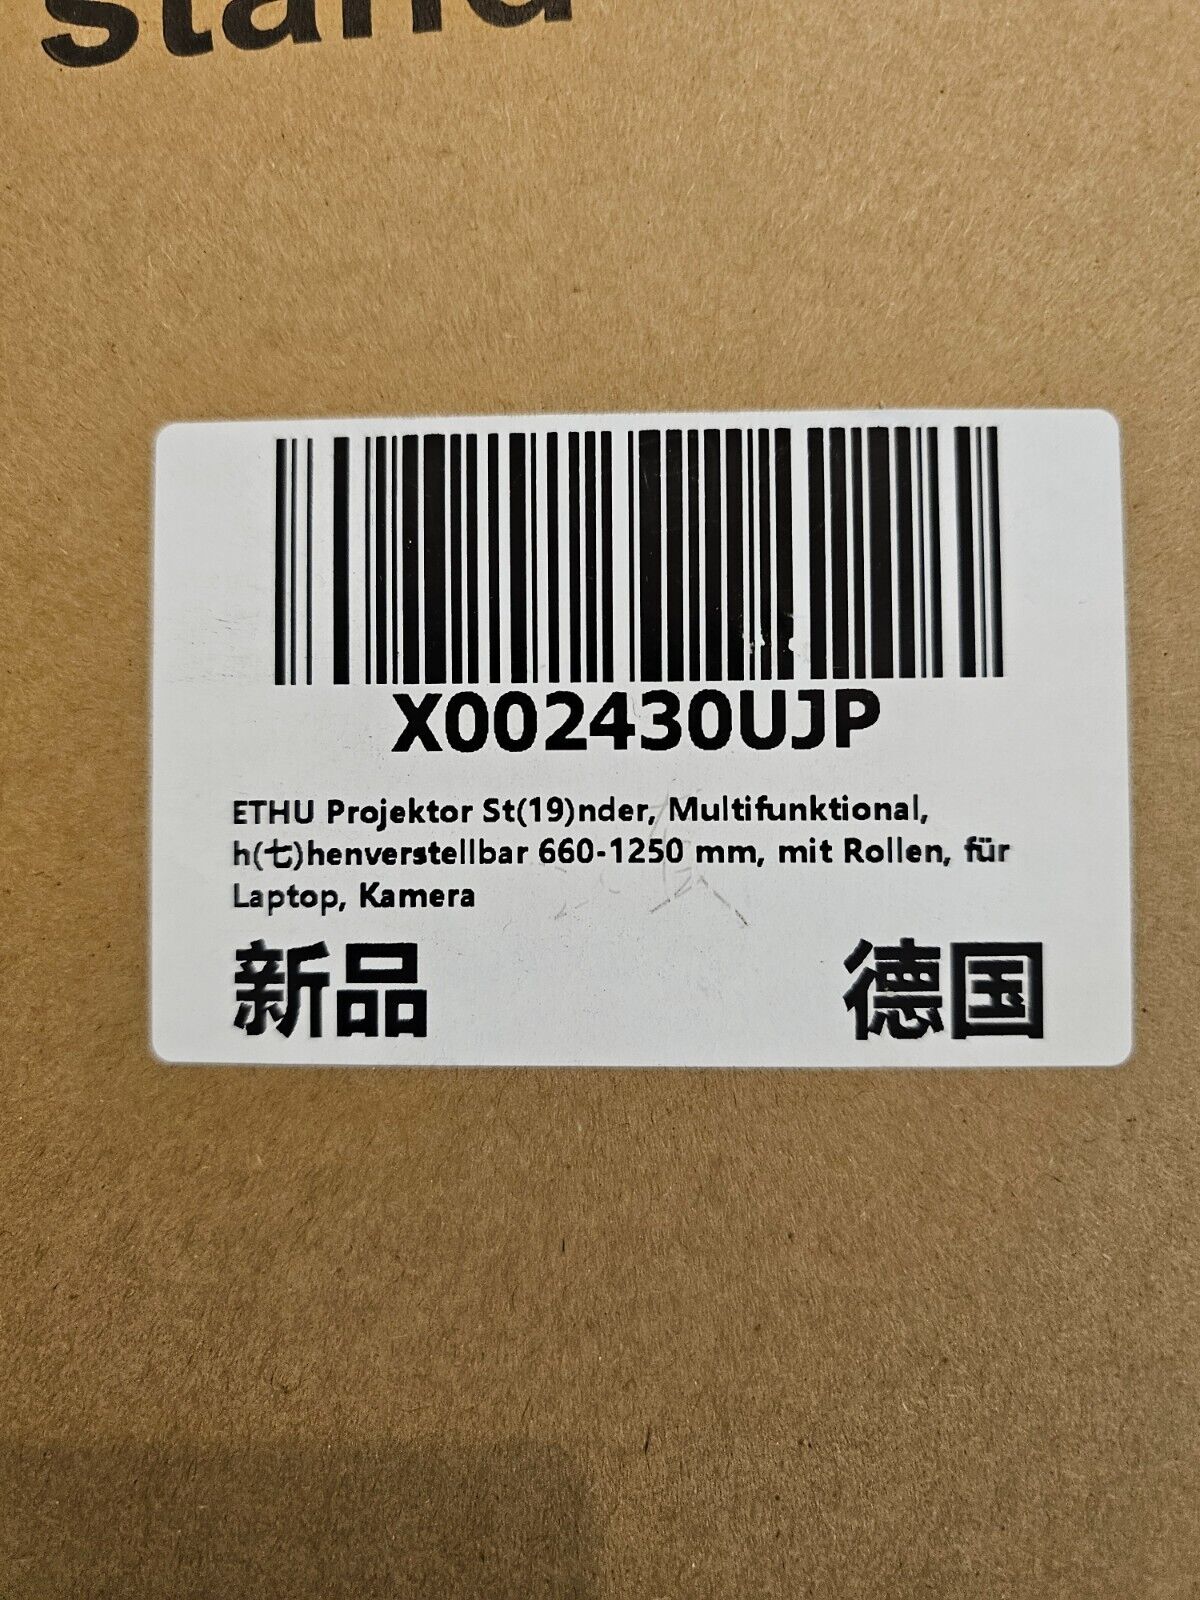 stand
X002430UJP
ETHU Projektor St(19)nder, Multifunktional,
h(七)henverstellbar 660-1250 mm, mit Rollen, für
Laptop, Kamera
新品 德国